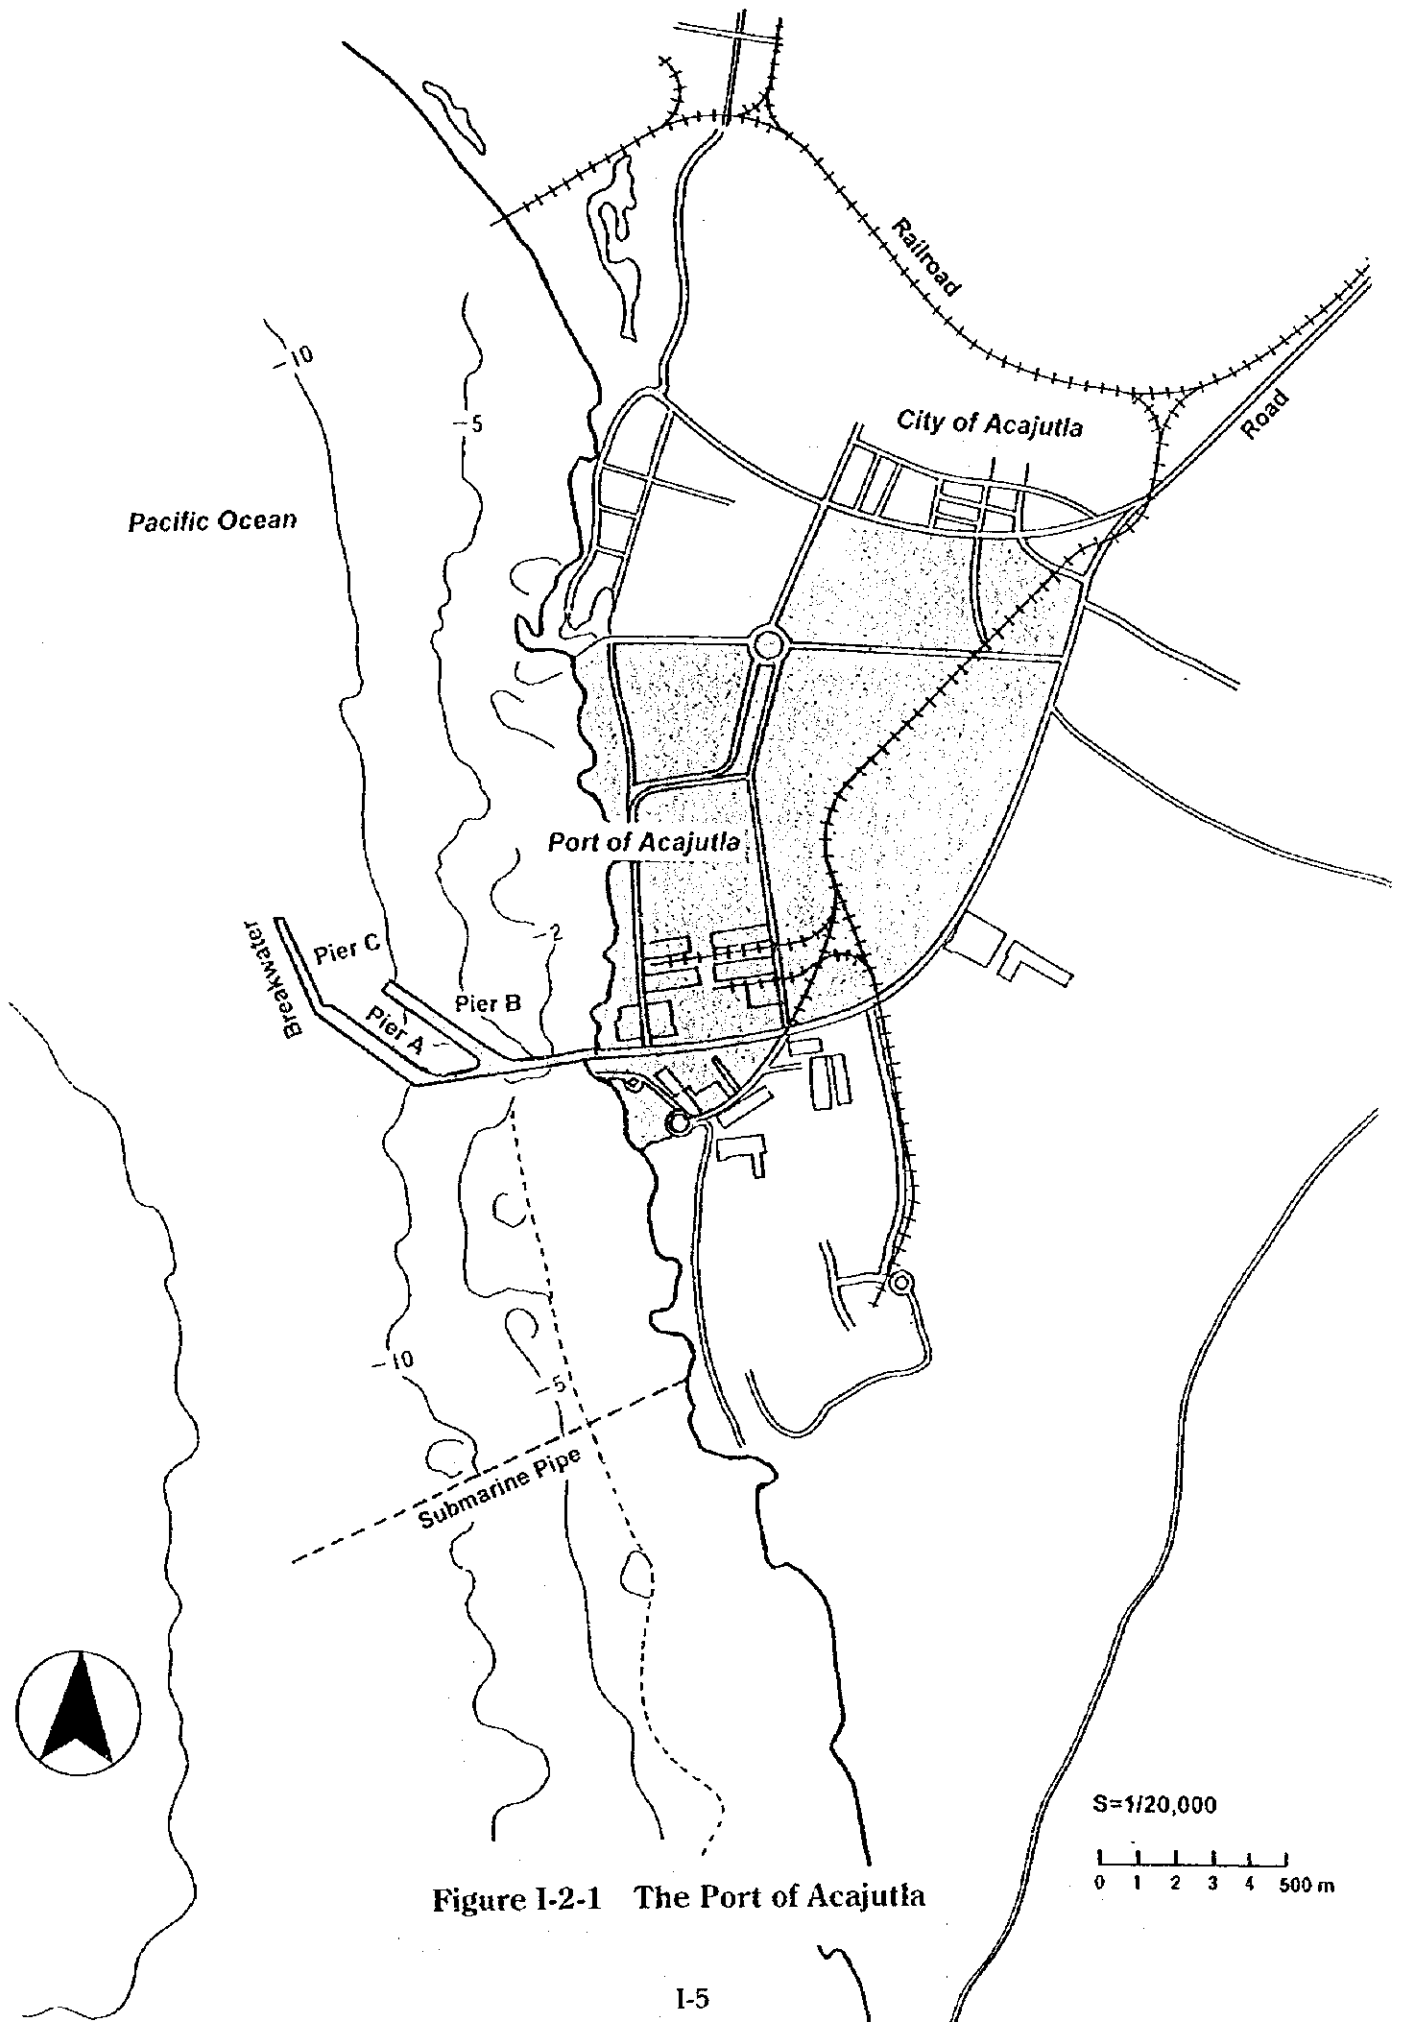 Railroad
-10
City of Acajutla
Road
-5
Pacific Ocean
Port of Acajutla
-2
Breakwater
Pier C
Pier B
Pier A
-10
-5
Submarine Pipe
S=1/20,000
0 1 2 3 4 500 m
Figure I-2-1 The Port of Acajutla
I-5